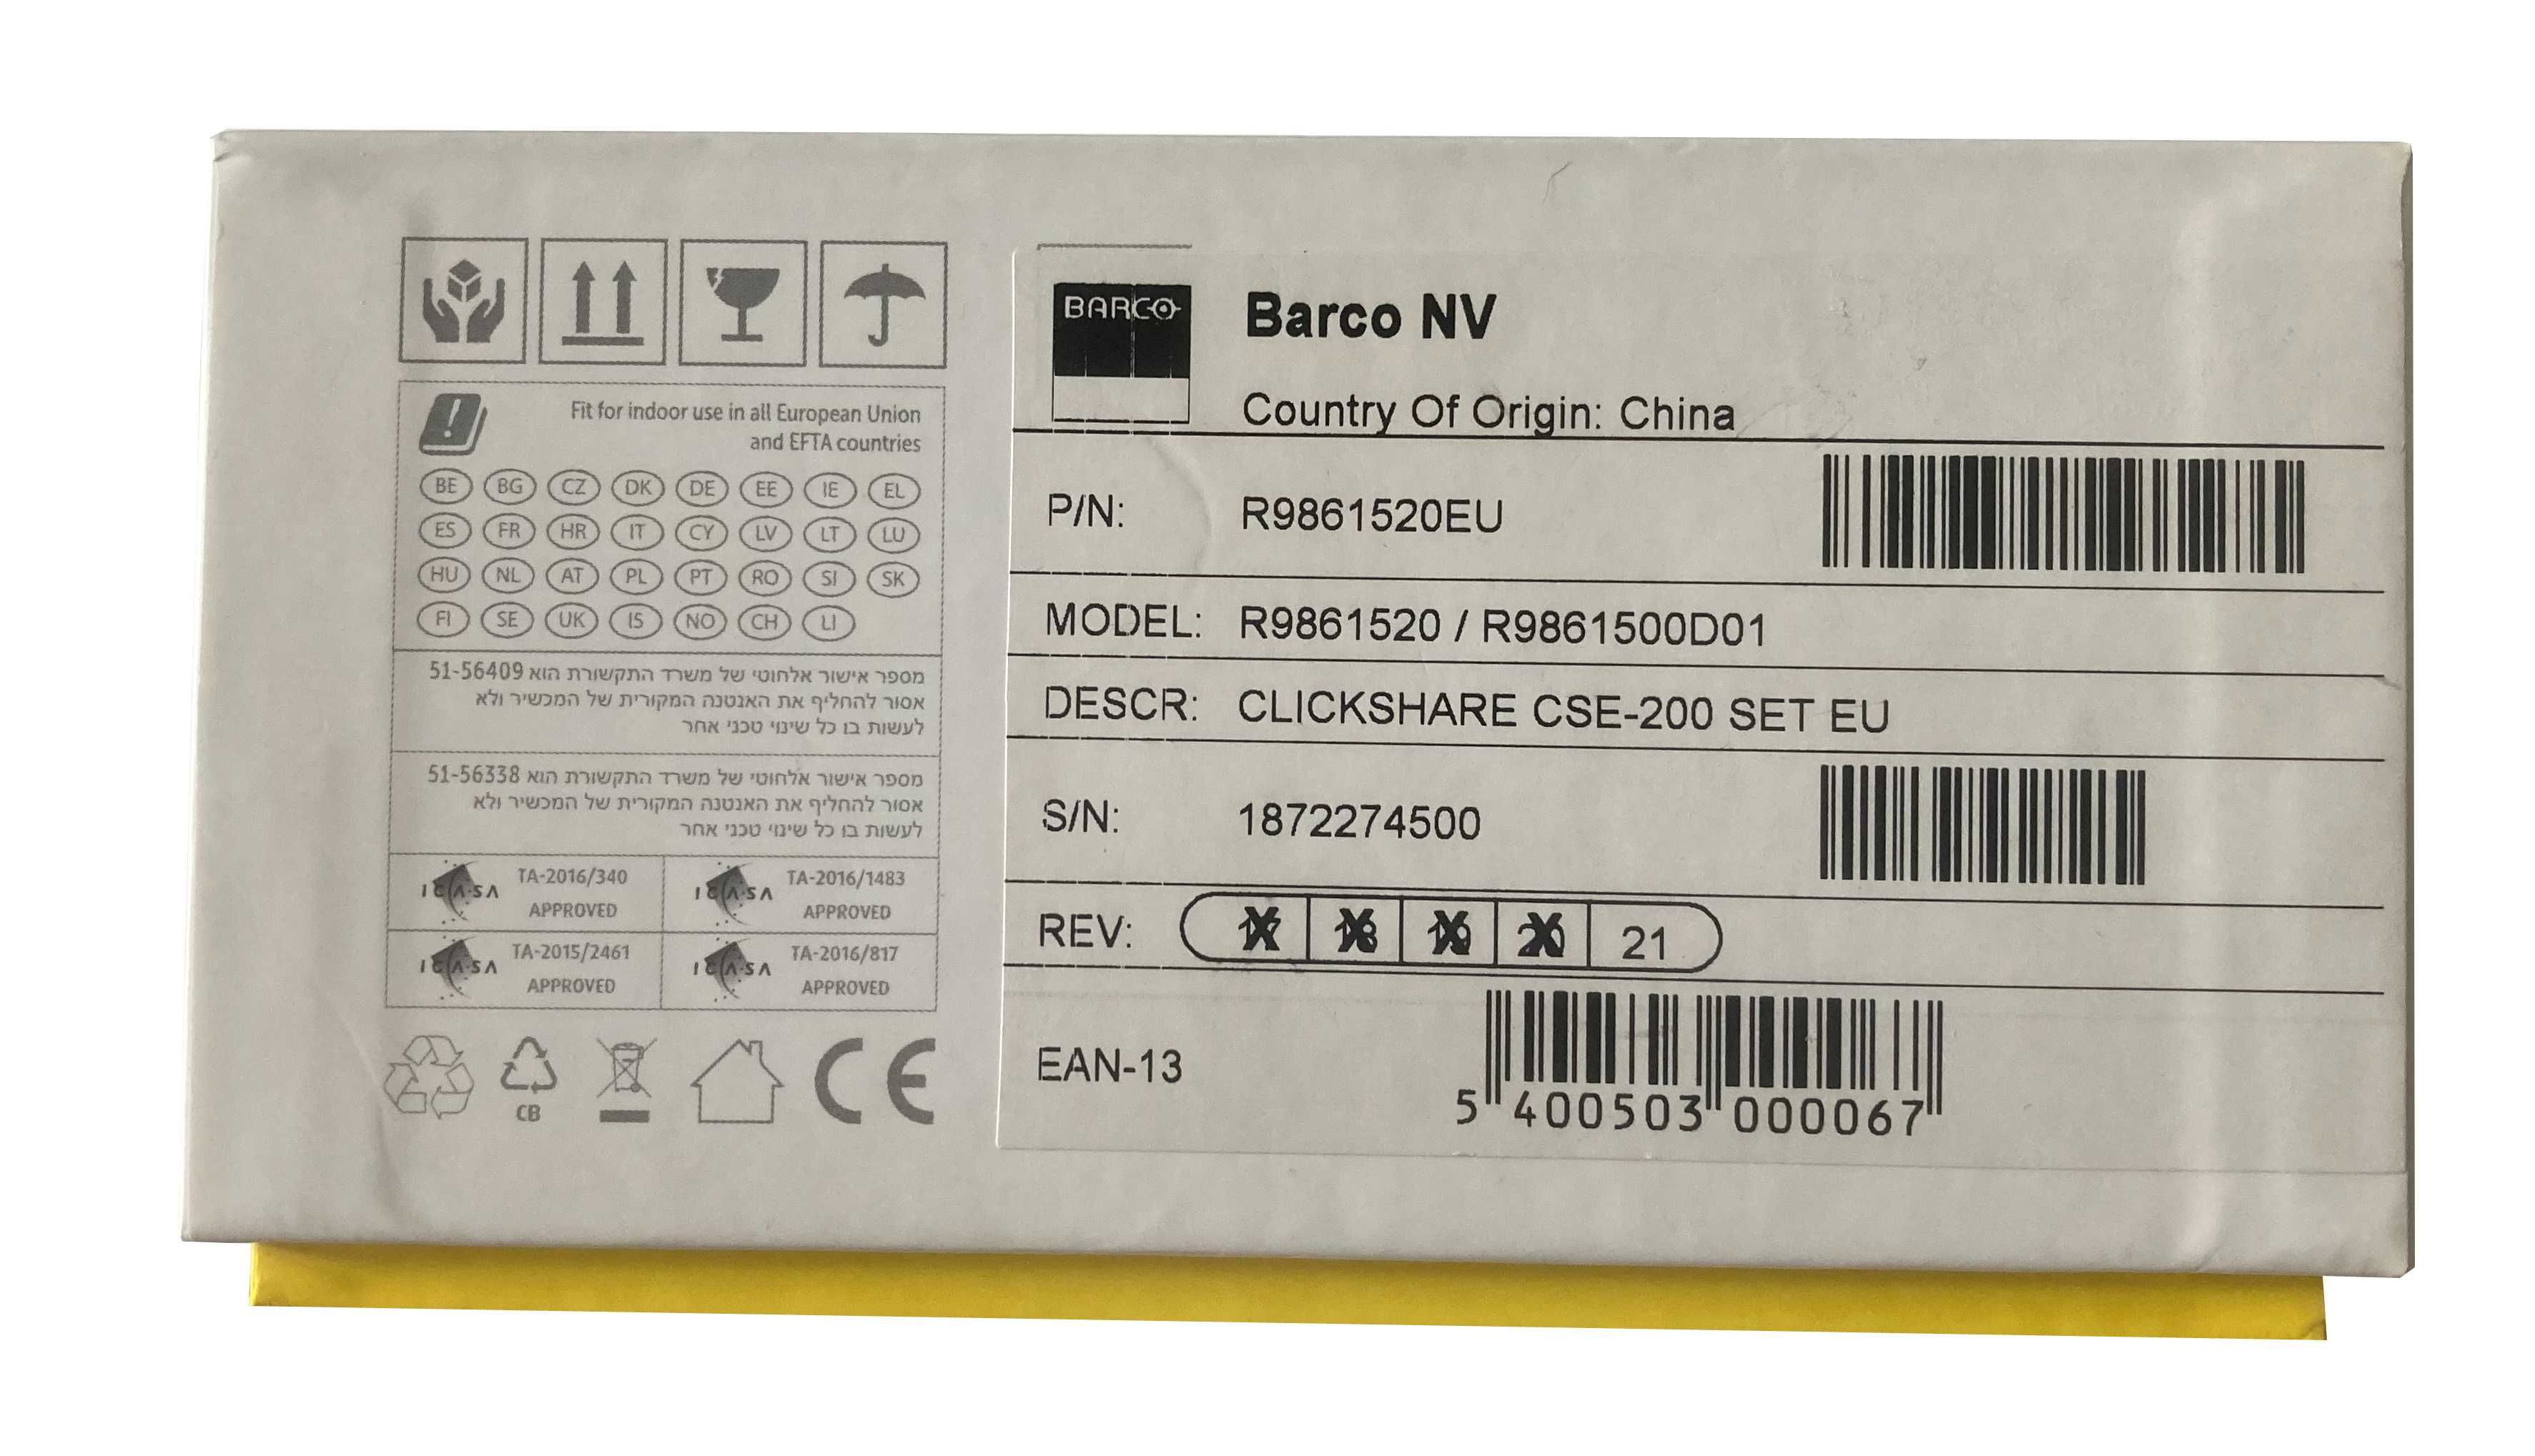 Fit for indoor use in all European Union
and EFTA countries
BE BG CZ DK DE EE IE EL
ES FR HR IT CY LV LT LU
HU NL AT PL PT RO SI SK
FI SE UK IS NO CH LI
מספר אישור אלחוטי של משרד התקשורת הוא 51-56409
אסור להחליף את האנטנה המקורית של המכשיר ולא
לעשות בו כל שינוי טכני אחר
מספר אישור אלחוטי של משרד התקשורת הוא 51-56338
אסור להחליף את האנטנה המקורית של המכשיר ולא
לעשות בו כל שינוי טכני אחר
ICASA TA-2016/340
APPROVED
ICASA TA-2016/1483
APPROVED
ICASA TA-2015/2461
APPROVED
ICASA TA-2016/817
APPROVED
CB
CE
BARCO
Barco NV
Country Of Origin: China
P/N: R9861520EU
MODEL: R9861520 / R9861500D01
DESCR: CLICKSHARE CSE-200 SET EU
S/N: 1872274500
REV: 17 18 19 20 21
EAN-13
5 400503 000067